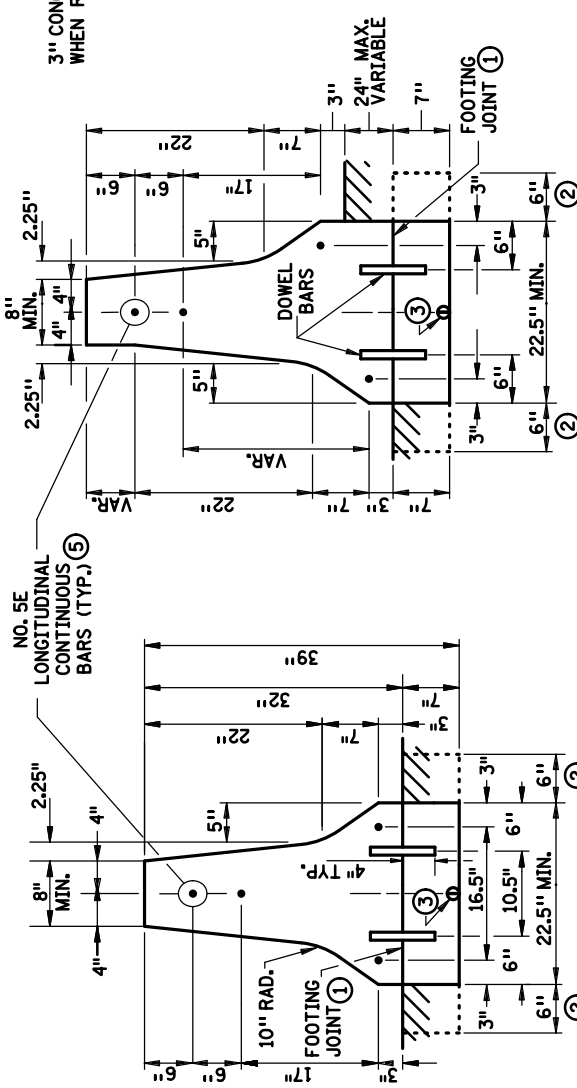 3" CON
WHEN R
NO. 5E
LONGITUDINAL
CONTINUOUS
BARS (TYP.) 5
8"
MIN.
4"
4"
2.25"
5"
6"
6"
17"
3"
10" RAD.
FOOTING
JOINT 1
4" TYP.
22"
7"
3"
32"
7"
39"
3
16.5"
10.5"
22.5" MIN.
3"
3"
6"
6"
6"
6"
2
2
8"
MIN.
4"
4"
2.25"
2.25"
5"
5"
6"
6"
17"
22"
7"
3"
24" MAX.
VARIABLE
7"
FOOTING
JOINT 1
DOWEL
BARS
VAR.
VAR.
22"
7"
3"
7"
3
3"
3"
6"
6"
22.5" MIN.
6"
6"
2
2